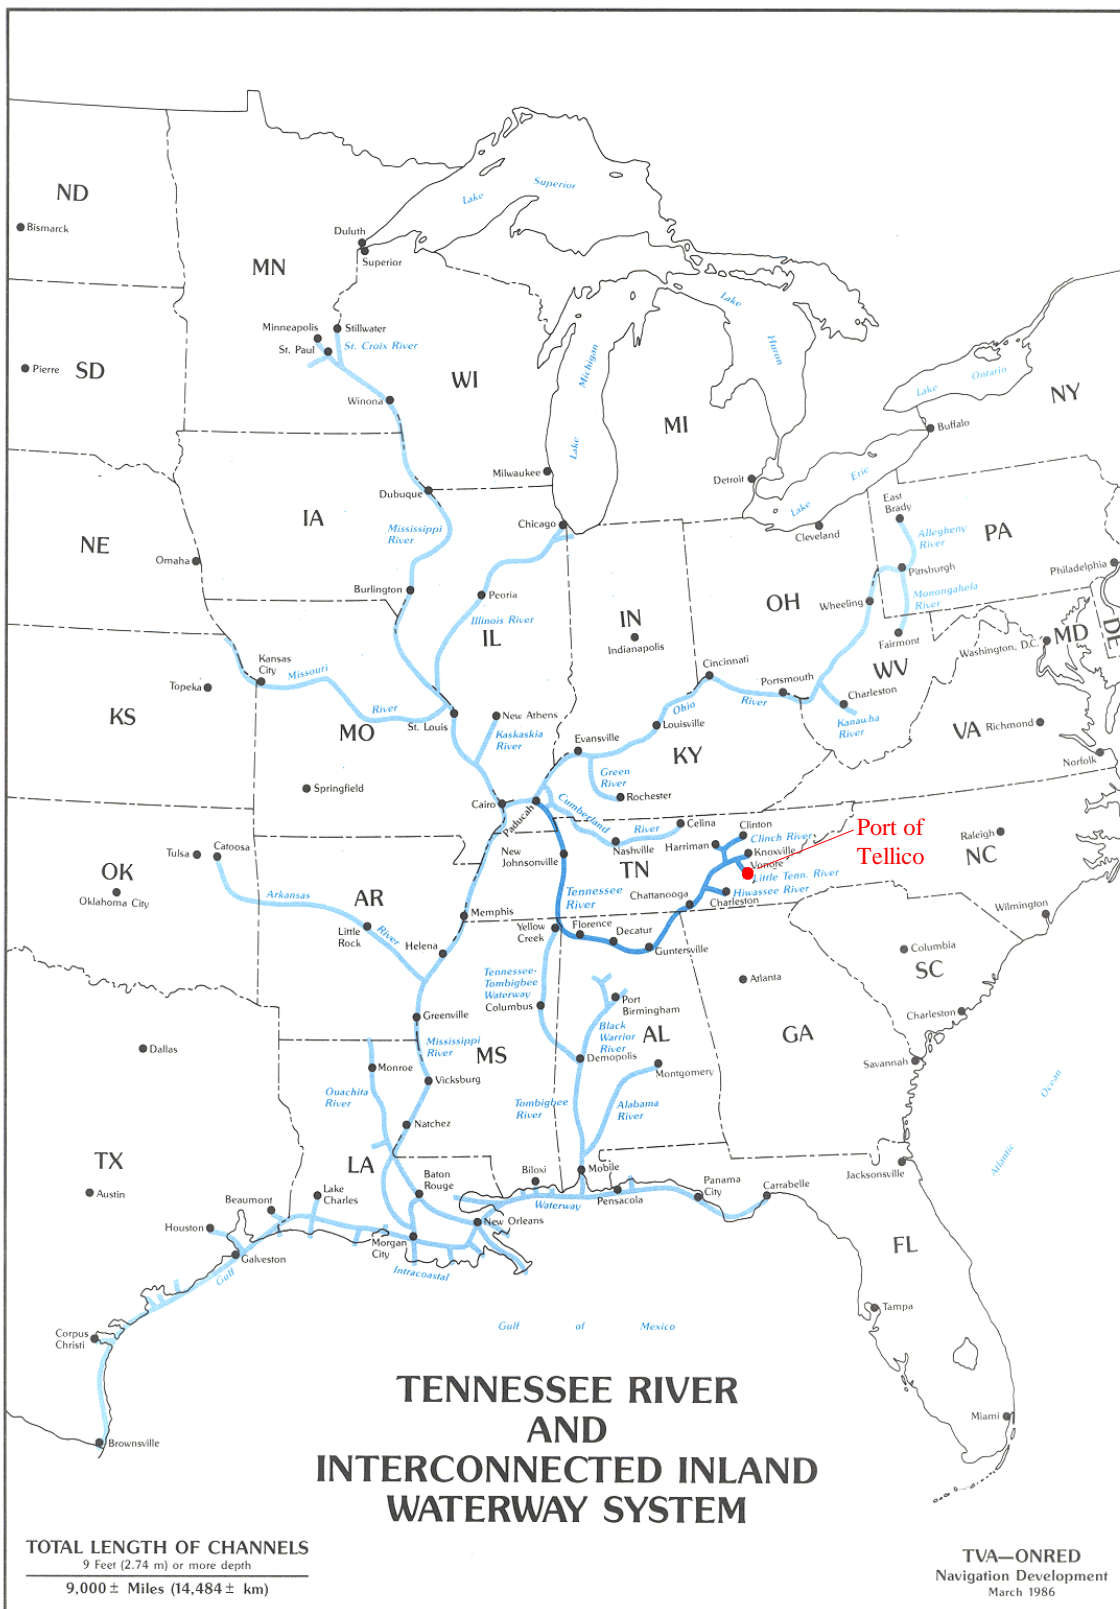 ND
Bismarck
MN
Duluth
Superior
Lake
Superior
Minneapolis
Stillwater
St. Paul
St. Croix River
Pierre
SD
WI
Winona
Lake
Huron
Lake
Michigan
MI
Lake
Ontario
NY
Buffalo
Milwaukee
Detroit
Lake
Erie
Dubuque
IA
Mississippi
River
Chicago
Cleveland
East
Brady
Allegheny
River
PA
NE
Omaha
Burlington
Peoria
Illinois River
IL
IN
Indianapolis
OH
Wheeling
Pittsburgh
Monongahela
River
Philadelphia
Fairmont
Washington, D.C.
MD
DE
Kansas
City
Missouri
River
Topeka
KS
MO
St. Louis
New Athens
Kaskaskia
River
Cincinnati
Portsmouth
WV
Charleston
Kanawha
River
Ohio
River
Louisville
Evansville
KY
Green
River
Rochester
VA
Richmond
Norfolk
Springfield
Cairo
Paducah
Cumberland
River
Celina
Nashville
Clinton
Clinch River
Harriman
Knoxville
Vonore
Little Tenn. River
Hiwassee River
Charleston
Chattanooga
Port of
Tellico
Raleigh
NC
Wilmington
OK
Tulsa
Catoosa
Oklahoma City
Arkansas
River
AR
Little
Rock
Helena
Memphis
New
Johnsonville
TN
Tennessee
River
Yellow
Creek
Florence
Decatur
Guntersville
Tennessee-
Tombigbee
Waterway
Columbus
Port
Birmingham
Black
Warrior
River
AL
Atlanta
GA
Columbia
SC
Charleston
Savannah
Dallas
Greenville
Mississippi
River
MS
Monroe
Ouachita
River
Vicksburg
Demopolis
Montgomery
Tombigbee
River
Alabama
River
Natchez
TX
Austin
LA
Baton
Rouge
Biloxi
Mobile
Pensacola
Waterway
Panama
City
Carrabelle
Jacksonville
Atlantic
Ocean
Beaumont
Lake
Charles
Houston
Galveston
Gulf
Morgan
City
New Orleans
Intracoastal
FL
Tampa
Miami
Gulf of Mexico
Corpus
Christi
Brownsville
TENNESSEE RIVER
AND
INTERCONNECTED INLAND
WATERWAY SYSTEM
TOTAL LENGTH OF CHANNELS
9 Feet (2.74 m) or more depth
9,000± Miles (14,484± km)
TVA—ONRED
Navigation Development
March 1986